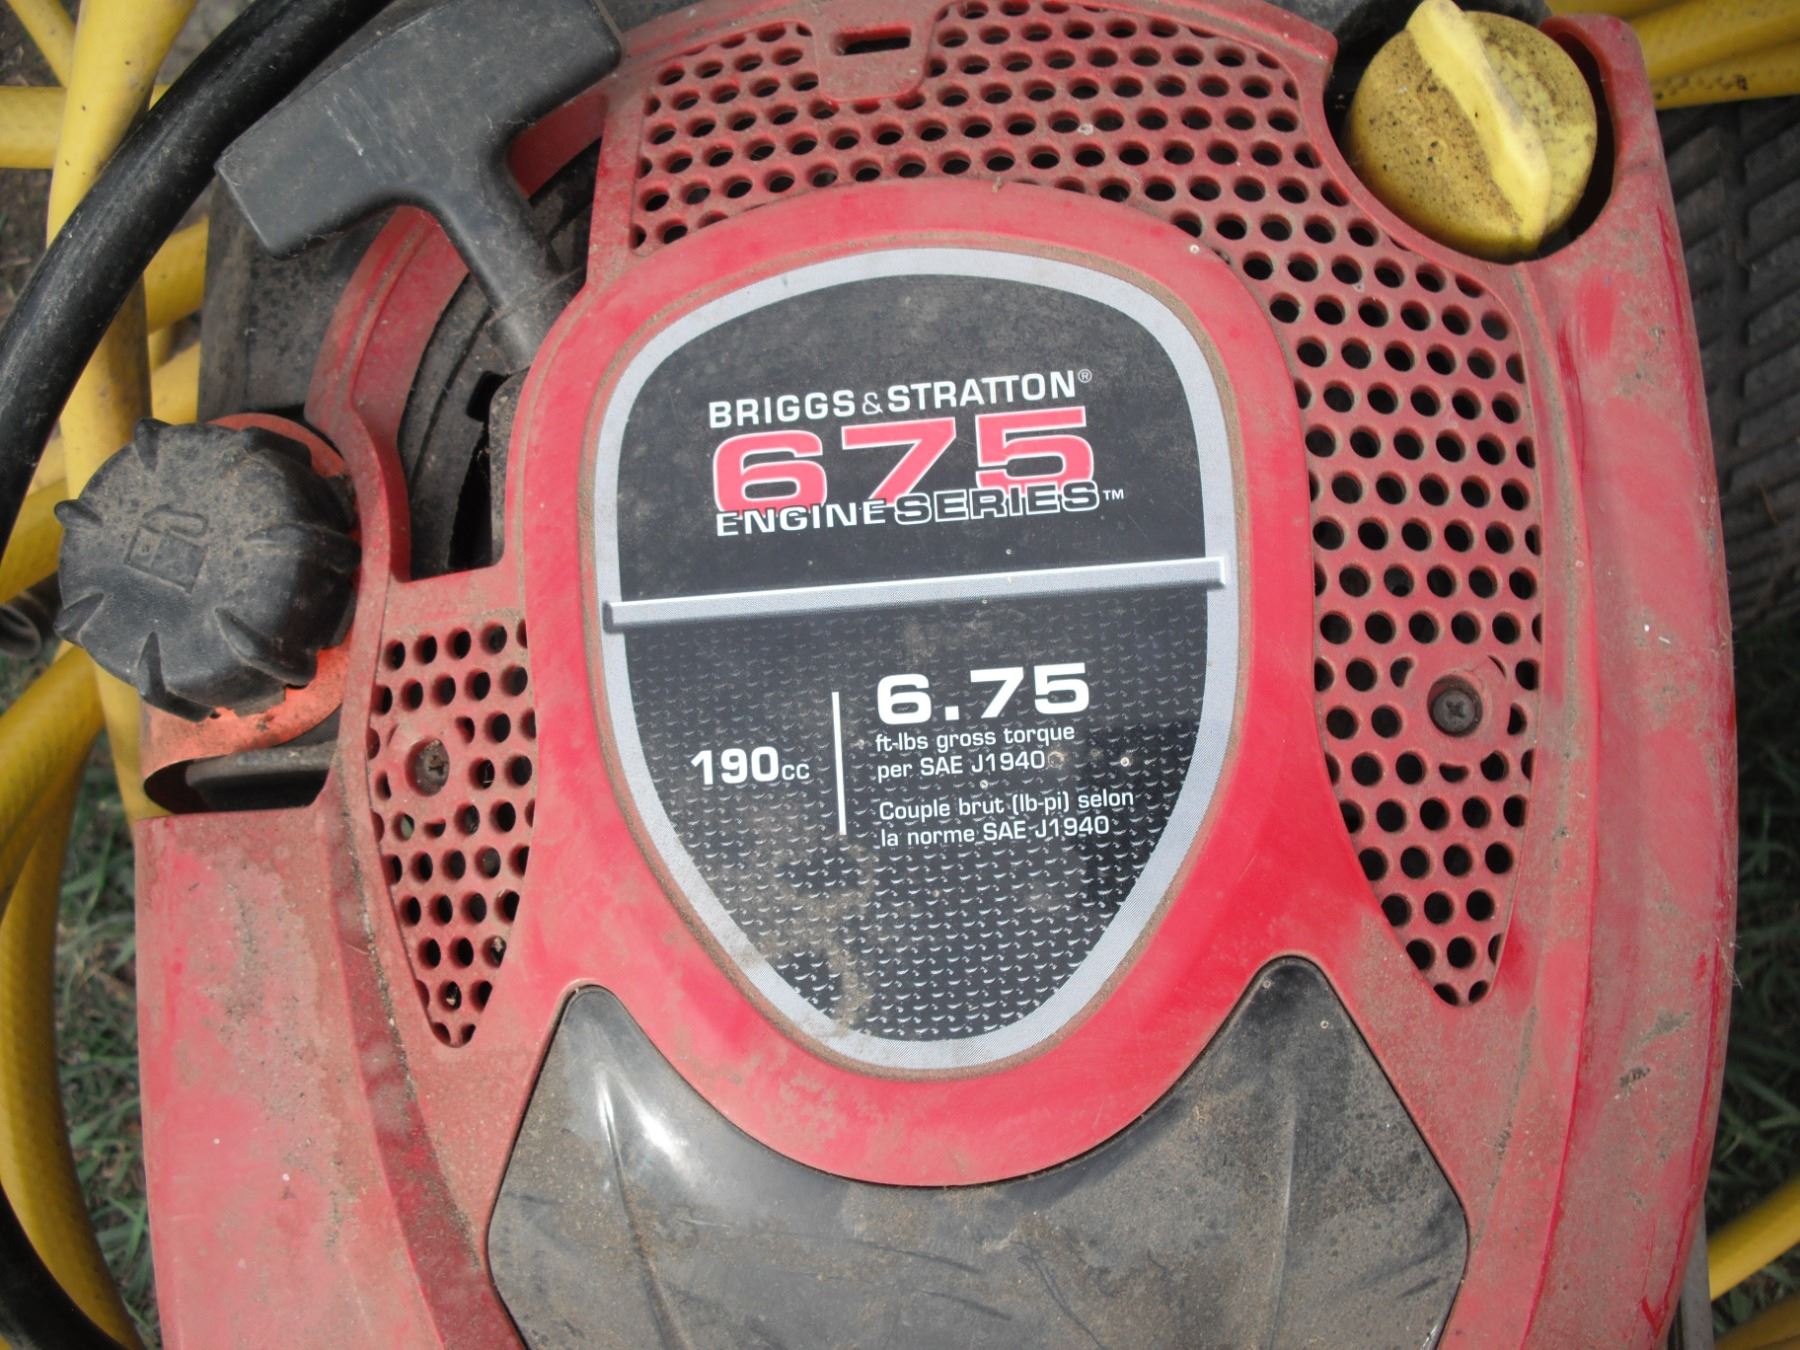 BRIGGS & STRATTON®
675
ENGINE SERIES™
190cc
6.75
ft-lbs gross torque
per SAE J1940
Couple brut (lb-pi) selon
la norme SAE J1940